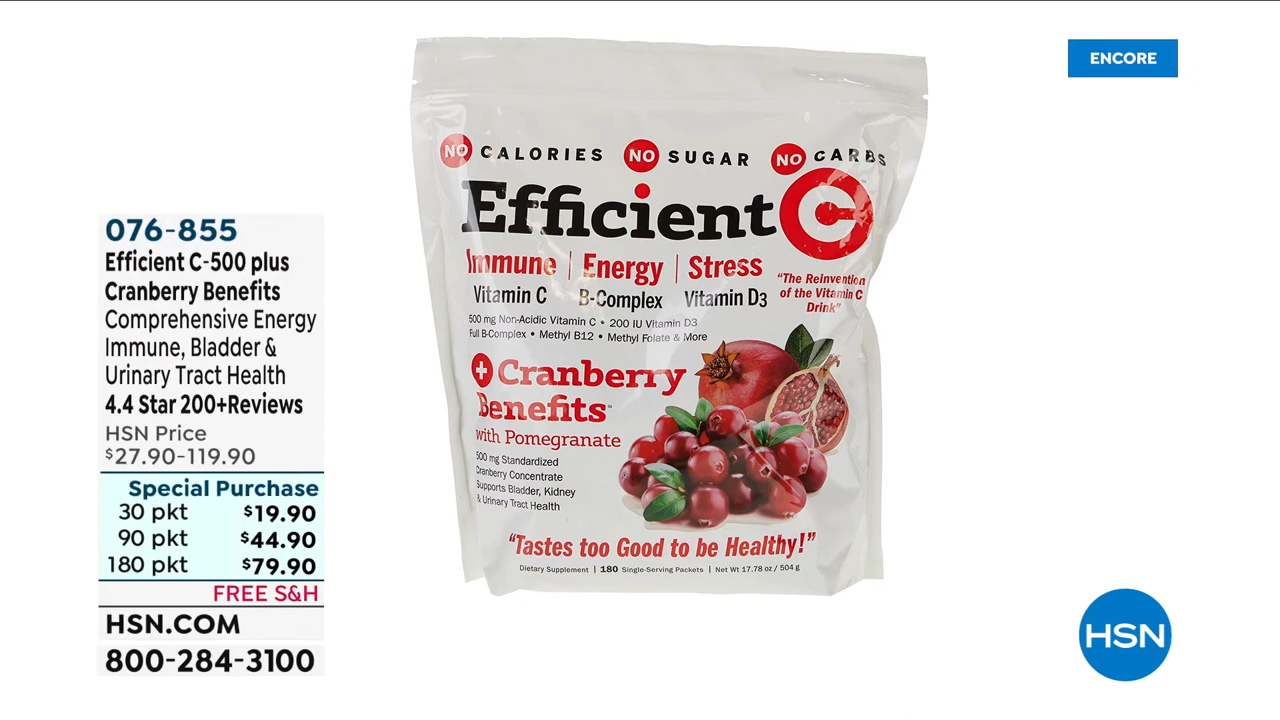 ENCORE
076-855
Efficient C-500 plus
Cranberry Benefits
Comprehensive Energy
Immune, Bladder &
Urinary Tract Health
4.4 Star 200+Reviews
HSN Price
$27.90-119.90
Special Purchase
30 pkt $19.90
90 pkt $44.90
180 pkt $79.90
FREE S&H
HSN.COM
800-284-3100
NO CALORIES NO SUGAR NO CARBS
Efficient C
Immune | Energy | Stress
Vitamin C B-Complex Vitamin D3
"The Reinvention
of the Vitamin C
Drink"
500 mg Non-Acidic Vitamin C • 200 IU Vitamin D3
Full B-Complex • Methyl B12 • Methyl Folate & More
+ Cranberry
Benefits™
with Pomegranate
500 mg Standardized
Cranberry Concentrate
Supports Bladder, Kidney
& Urinary Tract Health
"Tastes too Good to be Healthy!"
Dietary Supplement | 180 Single-Serving Packets | Net Wt 17.78 oz / 504 g
HSN